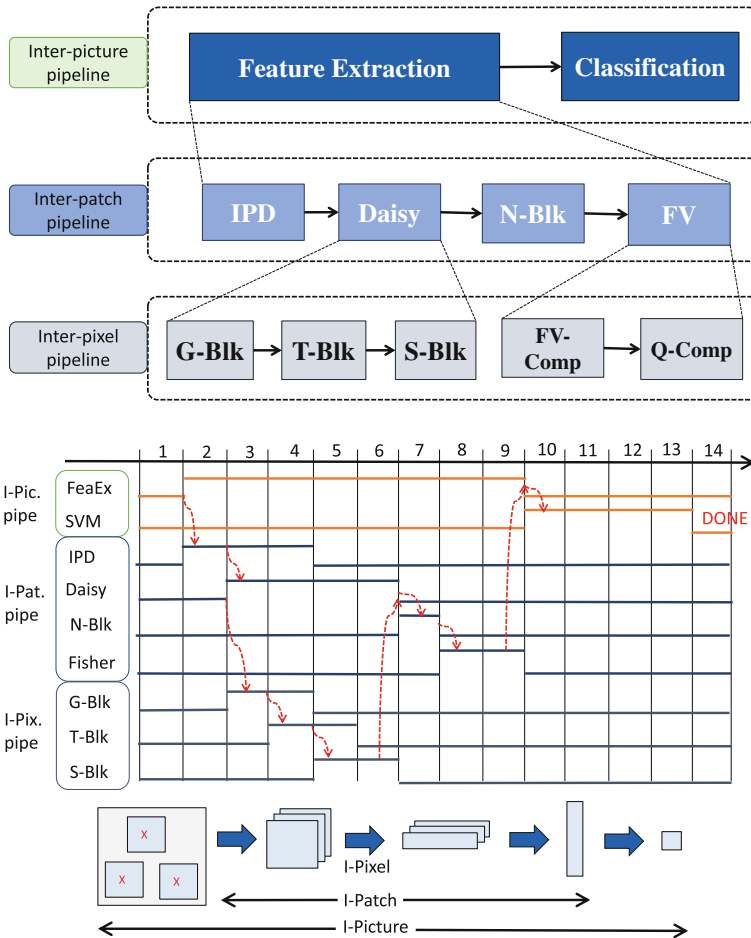 Inter-picture
pipeline
Feature Extraction
Classification
Inter-patch
pipeline
IPD
Daisy
N-Blk
FV
Inter-pixel
pipeline
G-Blk
T-Blk
S-Blk
FV-
Comp
Q-Comp
1 2 3 4 5 6 7 8 9 10 11 12 13 14
I-Pic.
pipe
FeaEx
SVM
DONE
I-Pat.
pipe
IPD
Daisy
N-Blk
Fisher
I-Pix.
pipe
G-Blk
T-Blk
S-Blk
X
X
X
I-Pixel
I-Patch
I-Picture